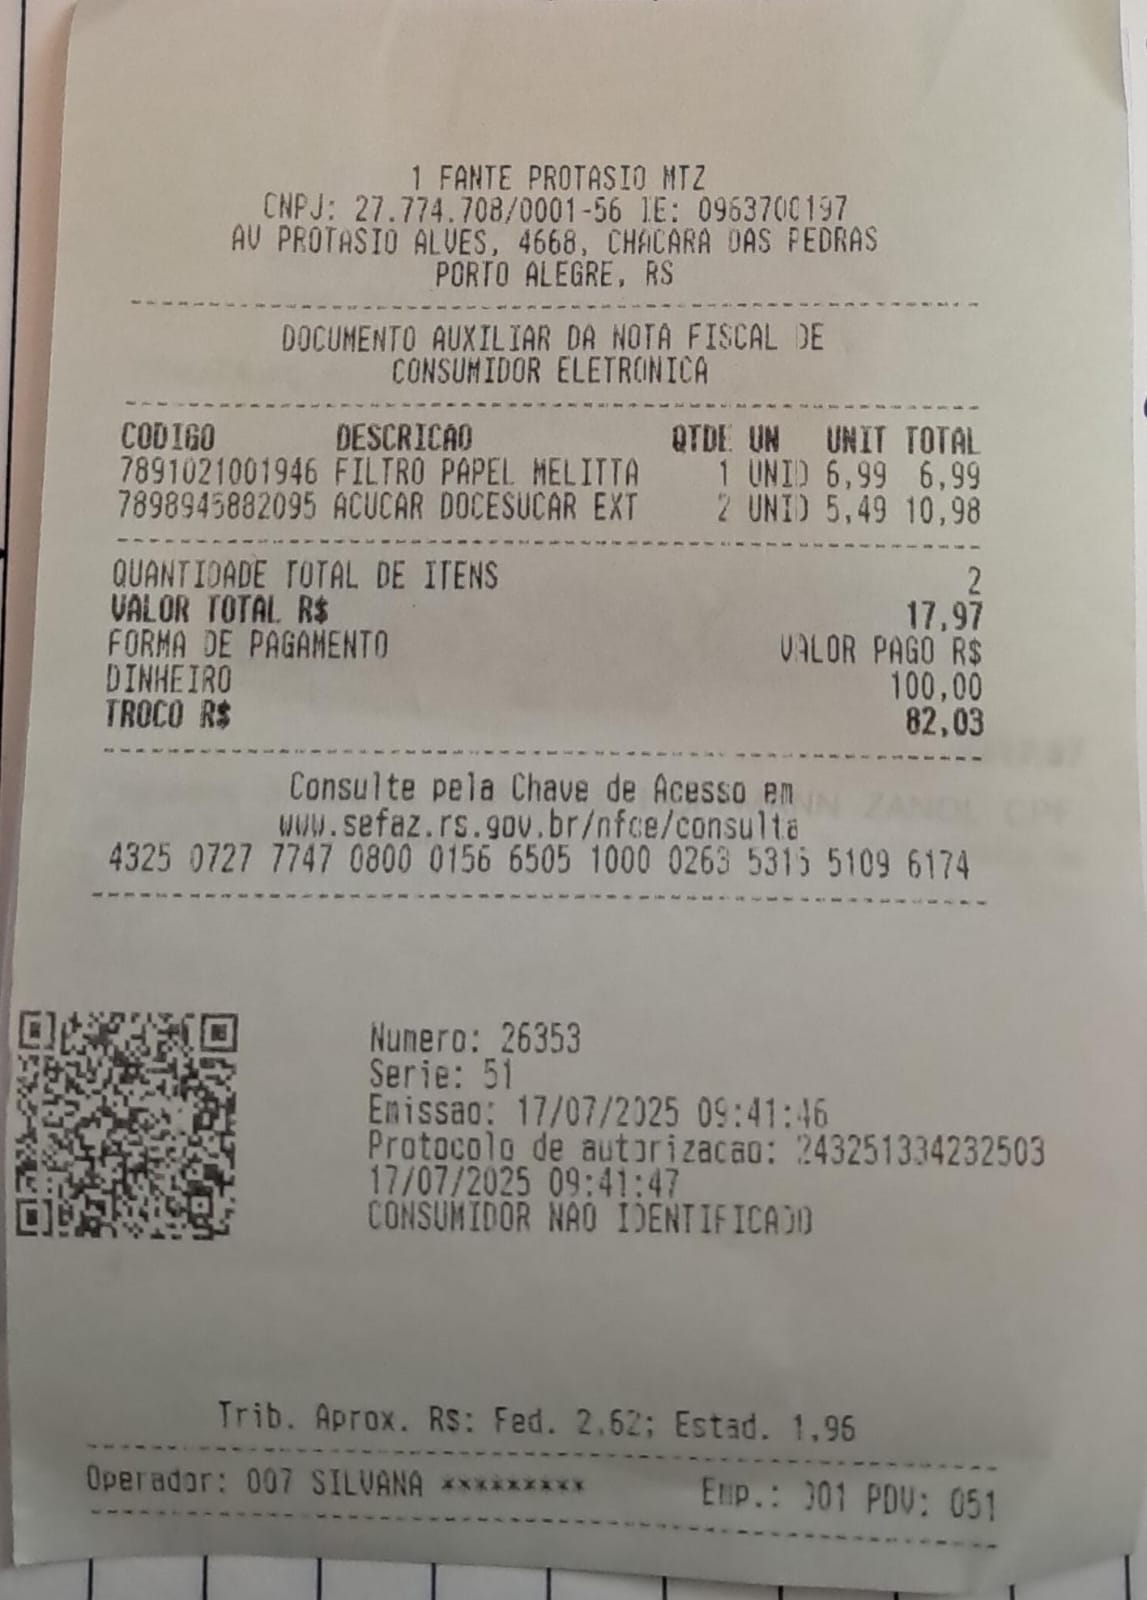 1 FANTE PROTASIO MTZ
CNPJ: 27.774.708/0001-56 IE: 0963700197
AV PROTASIO ALVES, 4668, CHACARA DAS PEDRAS
PORTO ALEGRE, RS
DOCUMENTO AUXILIAR DA NOTA FISCAL DE
CONSUMIDOR ELETRONICA
CODIGO DESCRICAO QTDE UN UNIT TOTAL
7891021001946 FILTRO PAPEL MELITTA 1 UNID 6,99 6,99
7898945882095 ACUCAR DOCESUCAR EXT 2 UNID 5,49 10,98
QUANTIDADE TOTAL DE ITENS 2
VALOR TOTAL R$ 17,97
FORMA DE PAGAMENTO VALOR PAGO R$
DINHEIRO 100,00
TROCO R$ 82,03
Consulte pela Chave de Acesso em
www.sefaz.rs.gov.br/nfce/consulta
4325 0727 7747 0800 0156 6505 1000 0263 5315 5109 6174
Numero: 26353
Serie: 51
Emissao: 17/07/2025 09:41:46
Protocolo de autorizacao: 243251334232503
17/07/2025 09:41:47
CONSUMIDOR NAO IDENTIFICADO
Trib. Aprox. R$: Fed. 2,62; Estad. 1,96
Operador: 007 SILVANA ********* Emp.: 001 PDV: 051